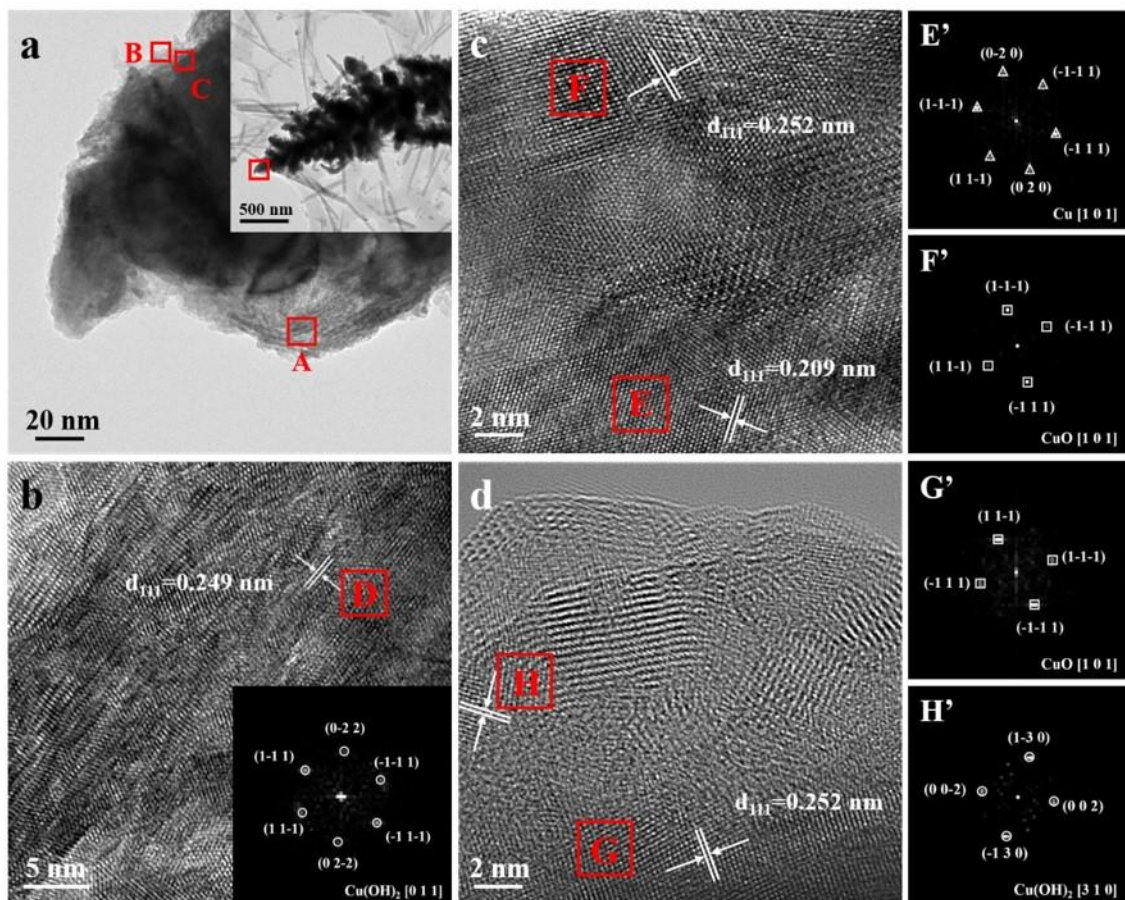 a
B
C
500 nm
A
20 nm
c
F
d₁₁₁=0.252 nm
d₁₁₁=0.209 nm
E
2 nm
E'
(0-2 0)
(-1-1 1)
(1-1-1)
(-1 1 1)
(1 1-1)
(0 2 0)
Cu [1 0 1]
F'
(1-1-1)
(-1-1 1)
(1 1-1)
(-1 1 1)
CuO [1 0 1]
b
d₁₁₁=0.249 nm
D
5 nm
(0-2 2)
(1-1 1)
(-1-1 1)
(1 1-1)
(-1 1-1)
(0 2-2)
Cu(OH)₂ [0 1 1]
d
H
d₁₁₁=0.252 nm
G
2 nm
G'
(1 1-1)
(1-1-1)
(-1 1 1)
(-1-1 1)
CuO [1 0 1]
H'
(1-3 0)
(0 0-2)
(0 0 2)
(-1 3 0)
Cu(OH)₂ [3 1 0]